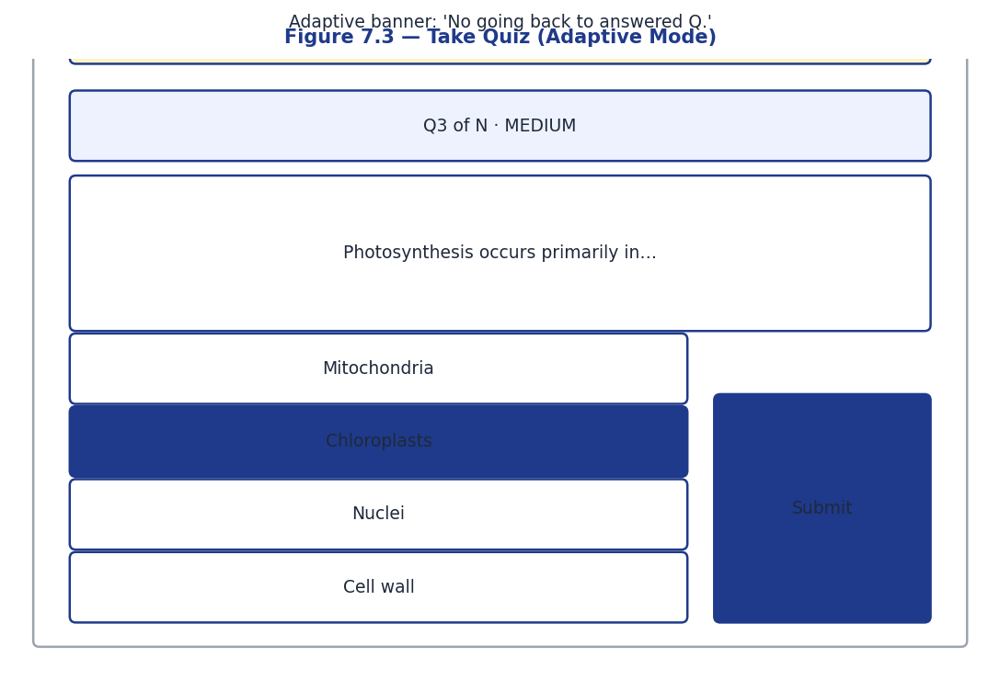 Adaptive banner: 'No going back to answered Q.'
Figure 7.3 — Take Quiz (Adaptive Mode)
Q3 of N · MEDIUM
Photosynthesis occurs primarily in…
Mitochondria
Chloroplasts
Nuclei
Cell wall
Submit